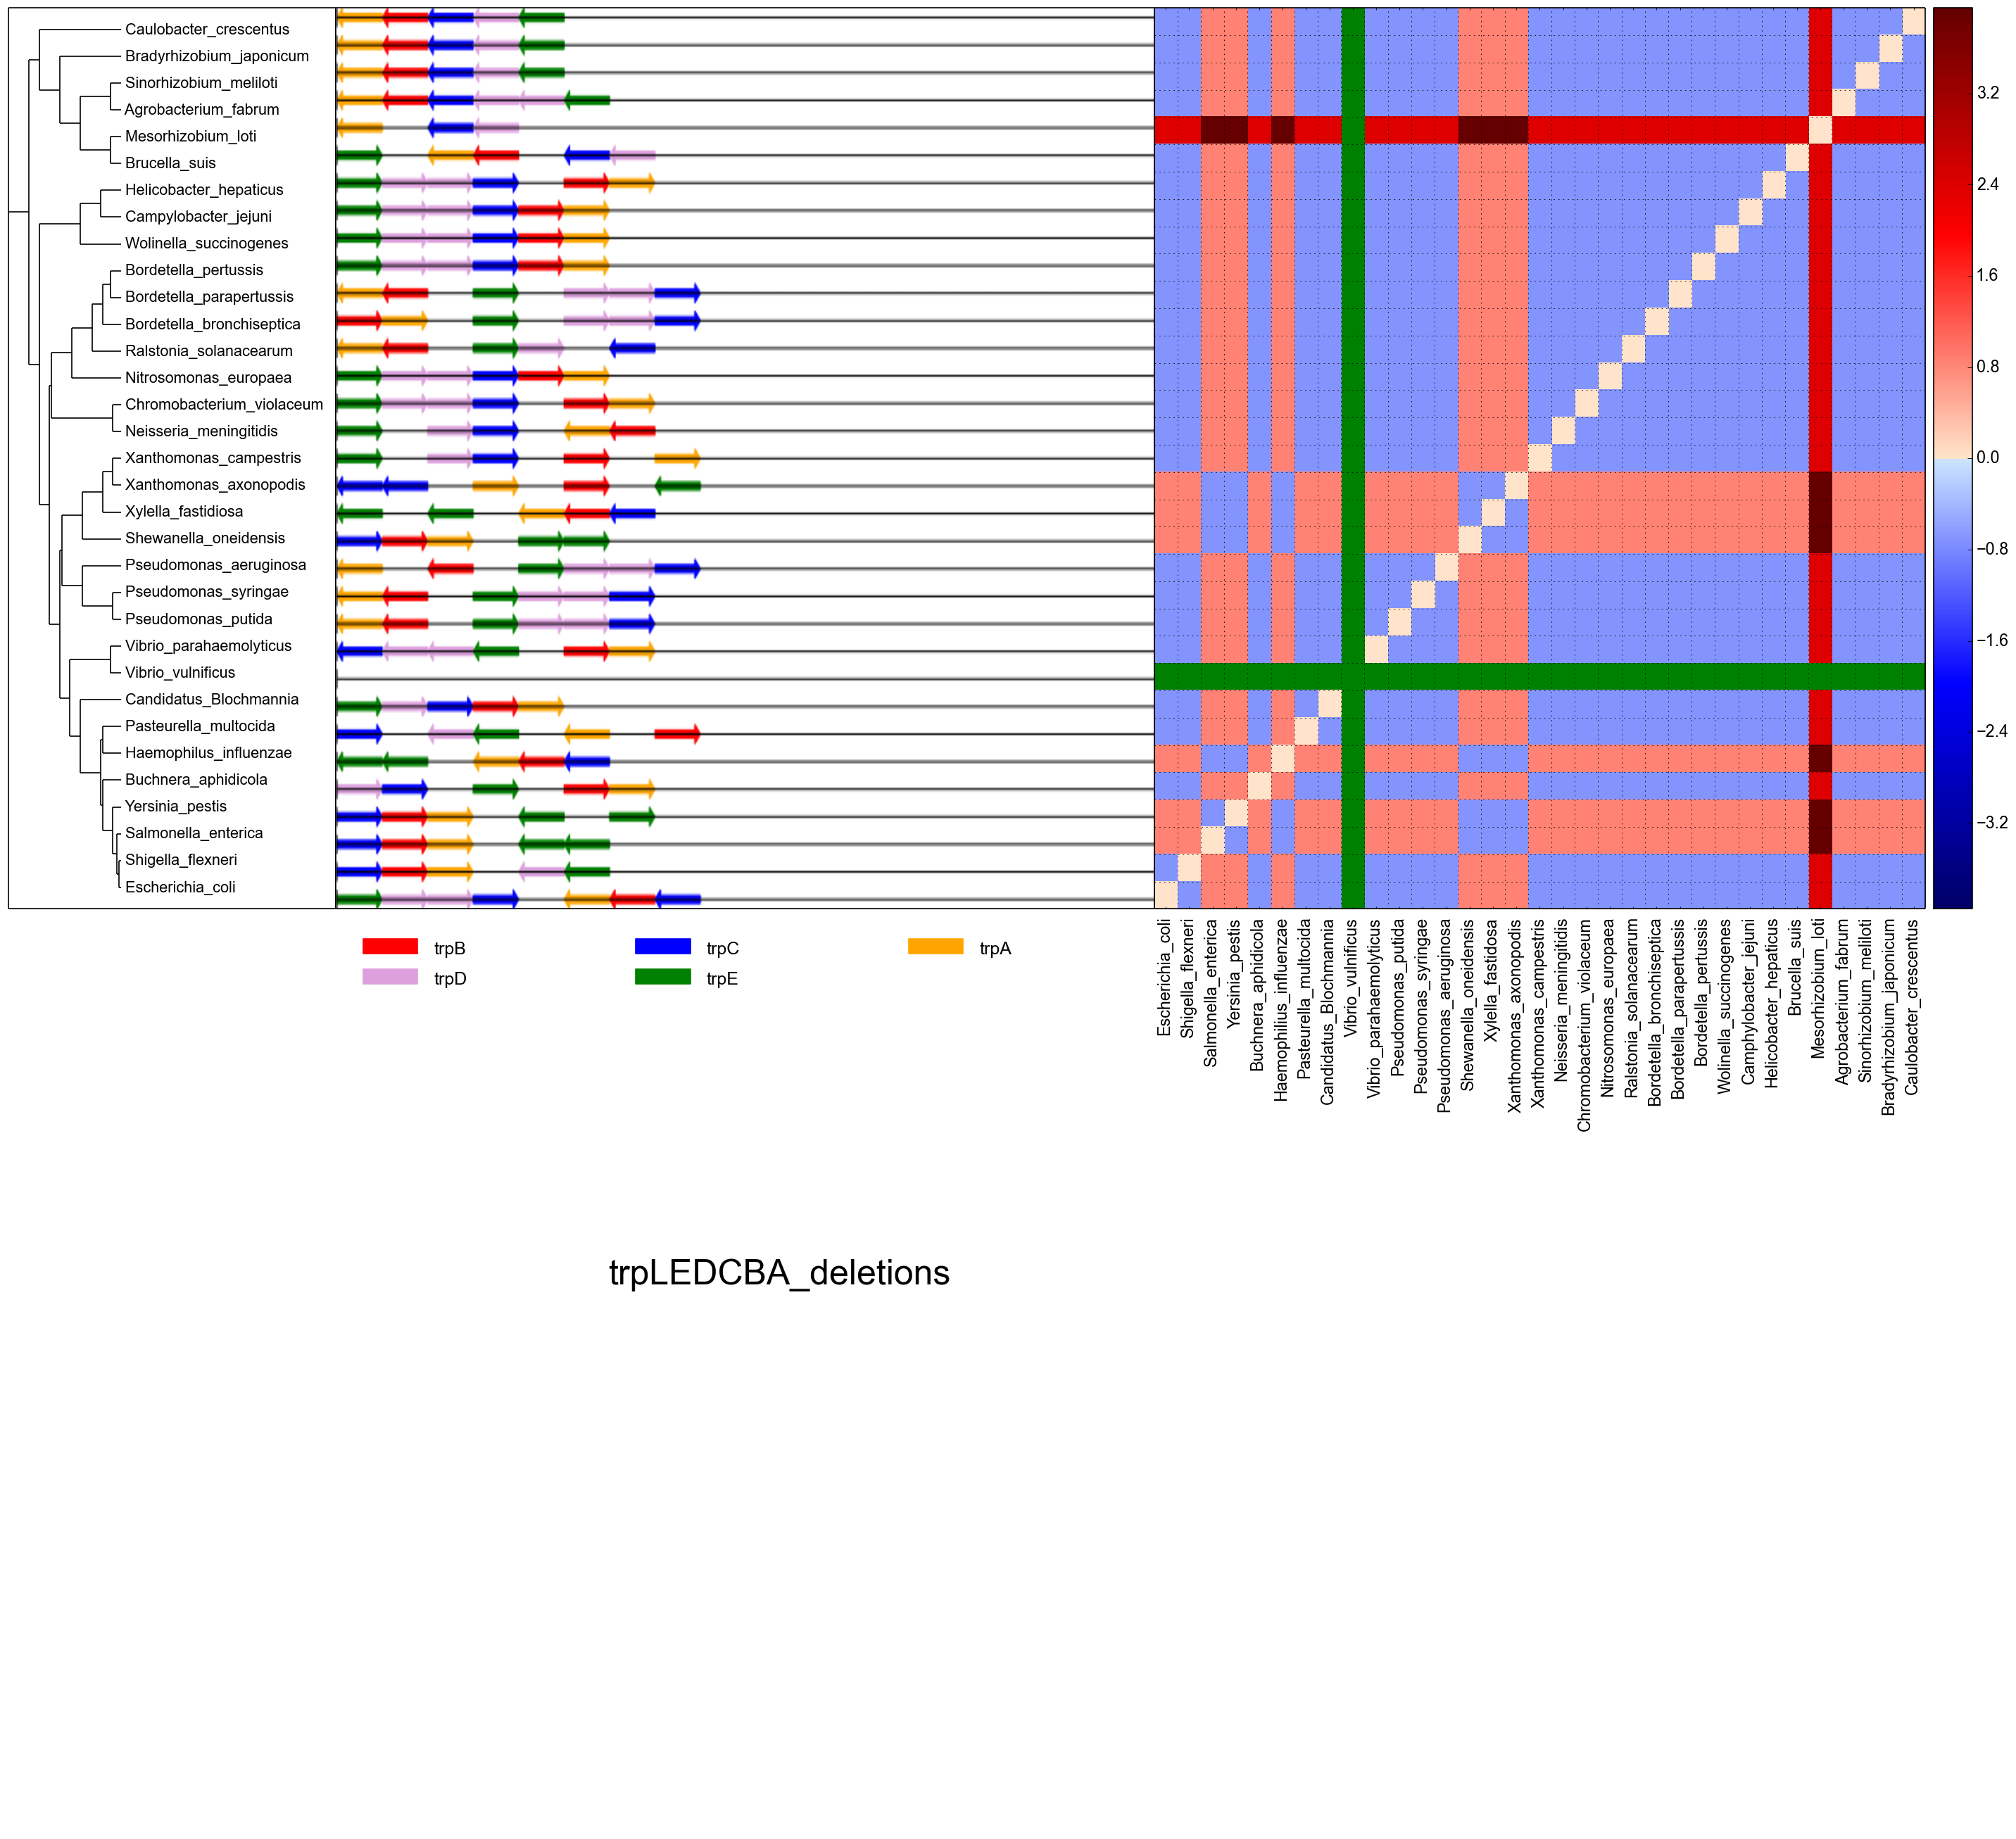 Caulobacter_crescentus
Bradyrhizobium_japonicum
Sinorhizobium_meliloti
Agrobacterium_fabrum
Mesorhizobium_loti
Brucella_suis
Helicobacter_hepaticus
Campylobacter_jejuni
Wolinella_succinogenes
Bordetella_pertussis
Bordetella_parapertussis
Bordetella_bronchiseptica
Ralstonia_solanacearum
Nitrosomonas_europaea
Chromobacterium_violaceum
Neisseria_meningitidis
Xanthomonas_campestris
Xanthomonas_axonopodis
Xylella_fastidiosa
Shewanella_oneidensis
Pseudomonas_aeruginosa
Pseudomonas_syringae
Pseudomonas_putida
Vibrio_parahaemolyticus
Vibrio_vulnificus
Candidatus_Blochmannia
Pasteurella_multocida
Haemophilus_influenzae
Buchnera_aphidicola
Yersinia_pestis
Salmonella_enterica
Shigella_flexneri
Escherichia_coli
3.2
2.4
1.6
0.8
0.0
−0.8
−1.6
−2.4
−3.2
Escherichia_coli
Shigella_flexneri
Salmonella_enterica
Yersinia_pestis
Buchnera_aphidicola
Haemophilus_influenzae
Pasteurella_multocida
Candidatus_Blochmannia
Vibrio_vulnificus
Vibrio_parahaemolyticus
Pseudomonas_putida
Pseudomonas_syringae
Pseudomonas_aeruginosa
Shewanella_oneidensis
Xylella_fastidiosa
Xanthomonas_axonopodis
Xanthomonas_campestris
Neisseria_meningitidis
Chromobacterium_violaceum
Nitrosomonas_europaea
Ralstonia_solanacearum
Bordetella_bronchiseptica
Bordetella_parapertussis
Bordetella_pertussis
Wolinella_succinogenes
Camphylobacter_jejuni
Helicobacter_hepaticus
Brucella_suis
Mesorhizobium_loti
Agrobacterium_fabrum
Sinorhizobium_meliloti
Bradyrhizobium_japonicum
Caulobacter_crescentus
trpB trpC trpA
trpD trpE
trpLEDCBA_deletions